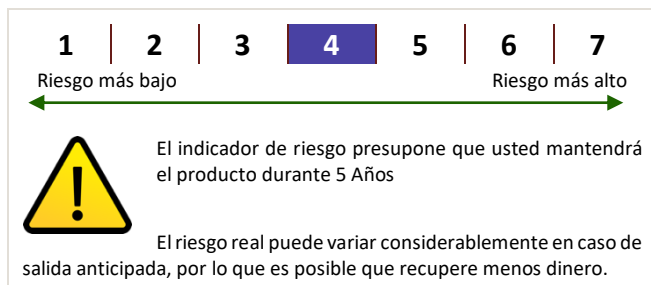 1 2 3 4 5 6 7
Riesgo más bajo Riesgo más alto
El indicador de riesgo presupone que usted mantendrá
el producto durante 5 Años
El riesgo real puede variar considerablemente en caso de
salida anticipada, por lo que es posible que recupere menos dinero.